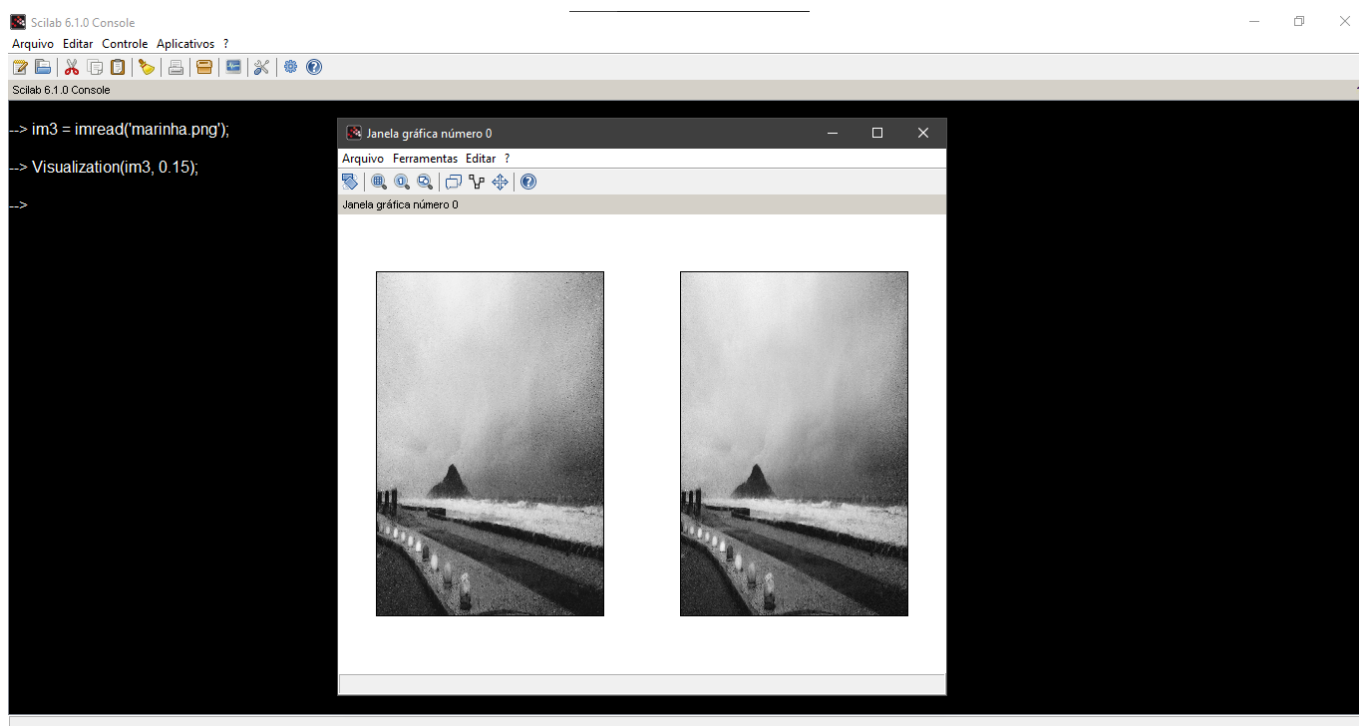 Scilab 6.1.0 Console
Arquivo Editar Controle Aplicativos ?
Scilab 6.1.0 Console
--> im3 = imread('marinha.png');
--> Visualization(im3, 0.15);
-->
Janela gráfica número 0
Arquivo Ferramentas Editar ?
Janela gráfica número 0